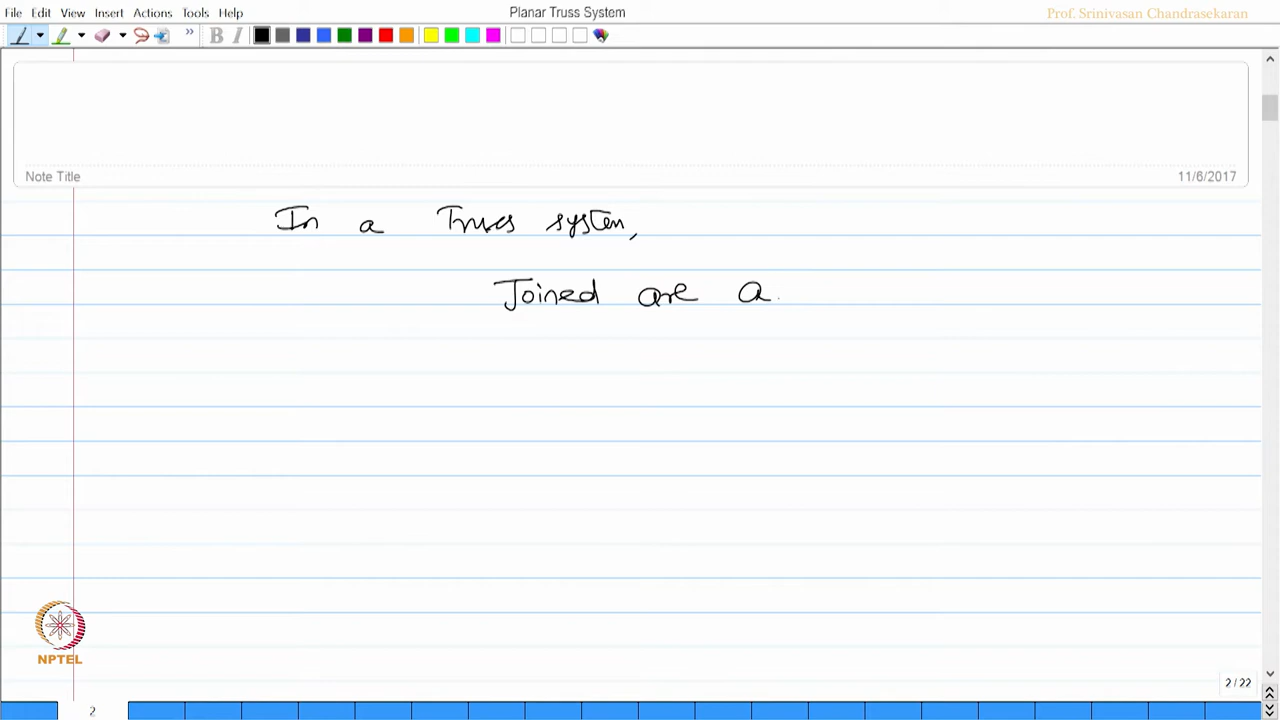 Planar Truss System
Prof. Srinivasan Chandrasekaran
File Edit View Insert Actions Tools Help
B I
Note Title
11/6/2017
In a Truss system,
Joined are a
NPTEL
2 / 22
2